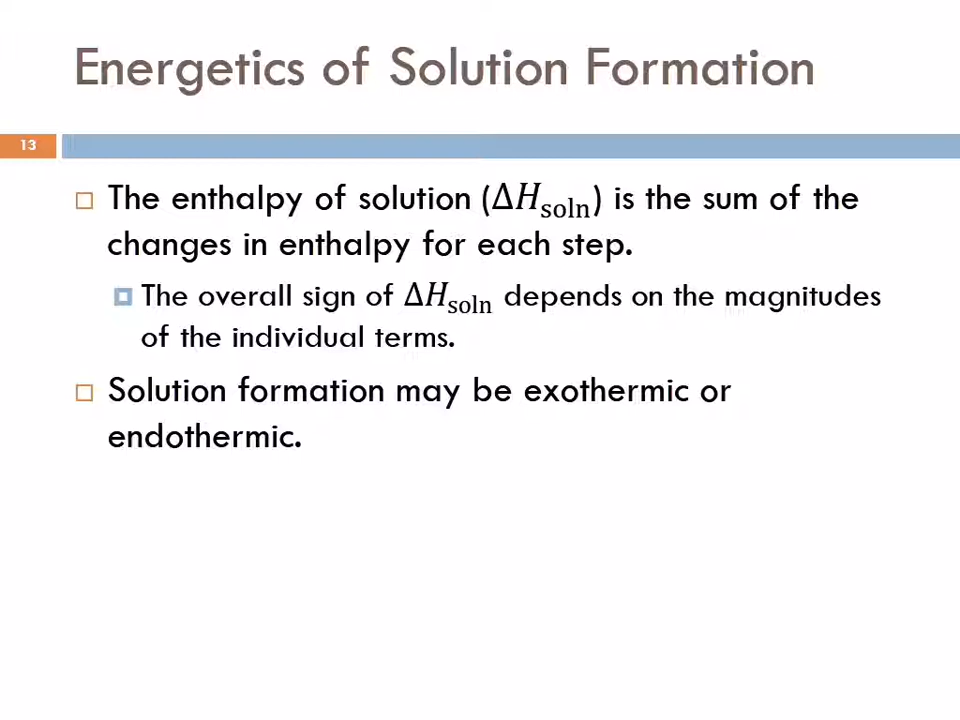 Energetics of Solution Formation
13
The enthalpy of solution (Δ𝐻soln) is the sum of the
changes in enthalpy for each step.
The overall sign of Δ𝐻soln depends on the magnitudes
of the individual terms.
Solution formation may be exothermic or
endothermic.